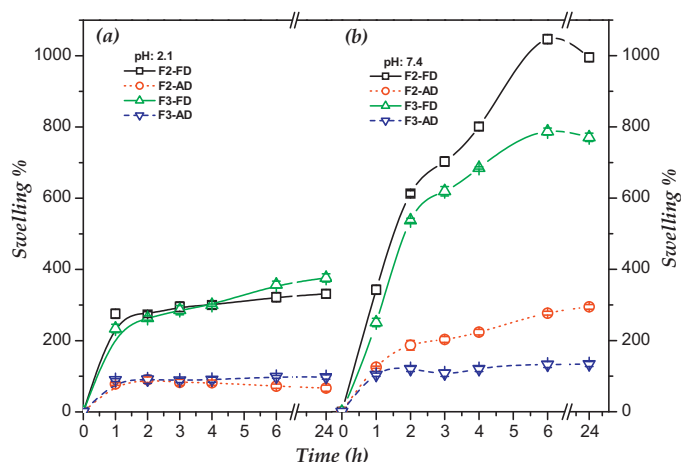 (a)
pH: 2.1
F2-FD
F2-AD
F3-FD
F3-AD
(b)
pH: 7.4
F2-FD
F2-AD
F3-FD
F3-AD
Swelling %
1000
800
600
400
200
0
0 1 2 3 4 6 24
0 1 2 3 4 6 24
Time (h)
1000
800
600
400
200
0
Swelling %